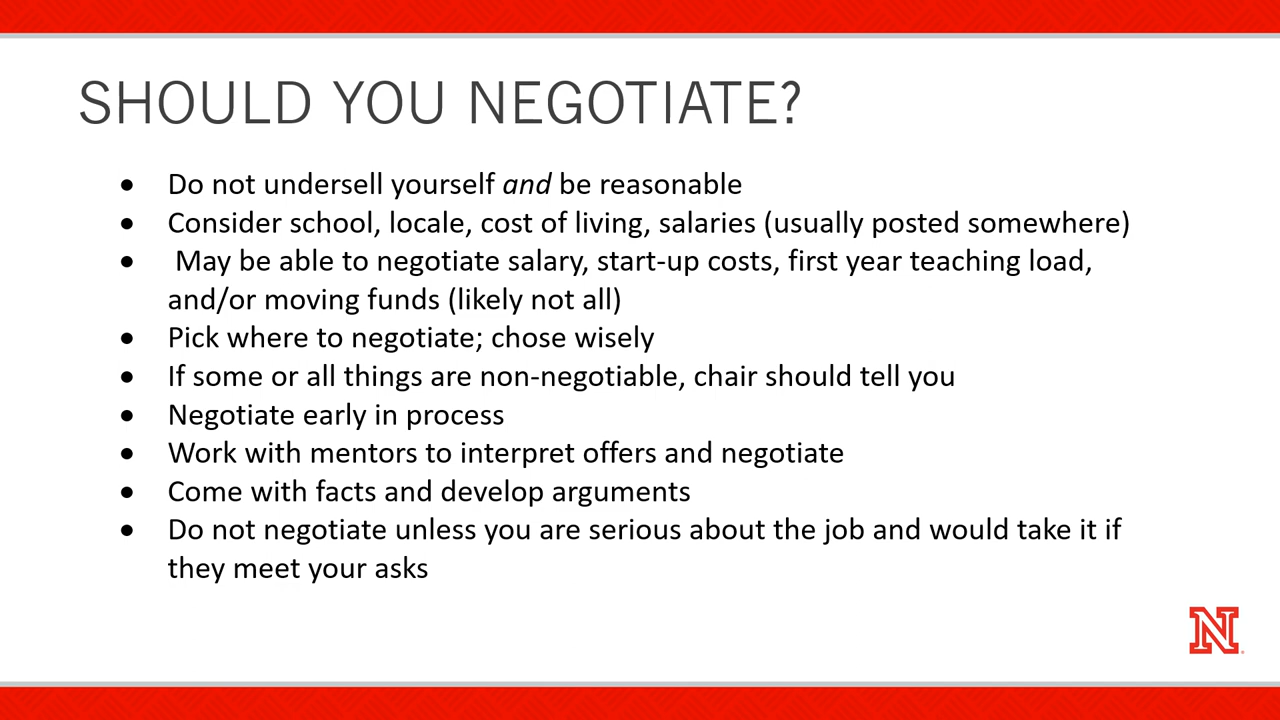 SHOULD YOU NEGOTIATE?
● Do not undersell yourself and be reasonable
● Consider school, locale, cost of living, salaries (usually posted somewhere)
● May be able to negotiate salary, start-up costs, first year teaching load,
and/or moving funds (likely not all)
● Pick where to negotiate; chose wisely
● If some or all things are non-negotiable, chair should tell you
● Negotiate early in process
● Work with mentors to interpret offers and negotiate
● Come with facts and develop arguments
● Do not negotiate unless you are serious about the job and would take it if
they meet your asks
N